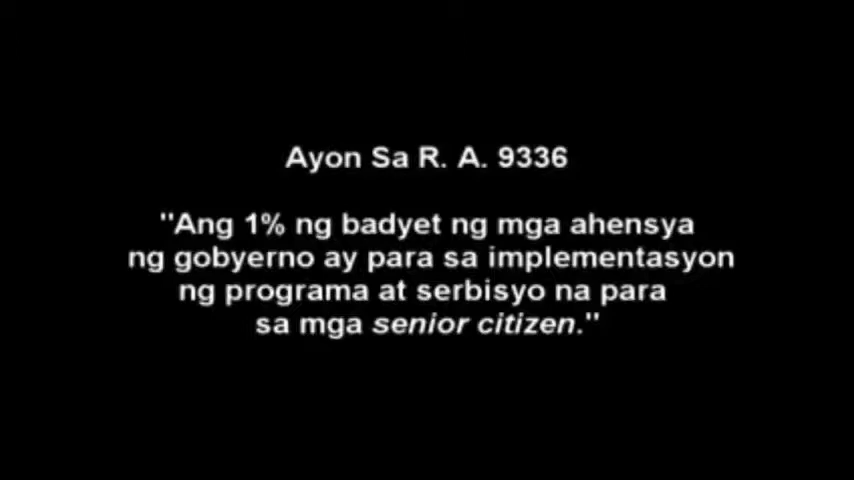 Ayon Sa R. A. 9336
"Ang 1% ng badyet ng mga ahensya
ng gobyerno ay para sa implementasyon
ng programa at serbisyo na para
sa mga senior citizen."